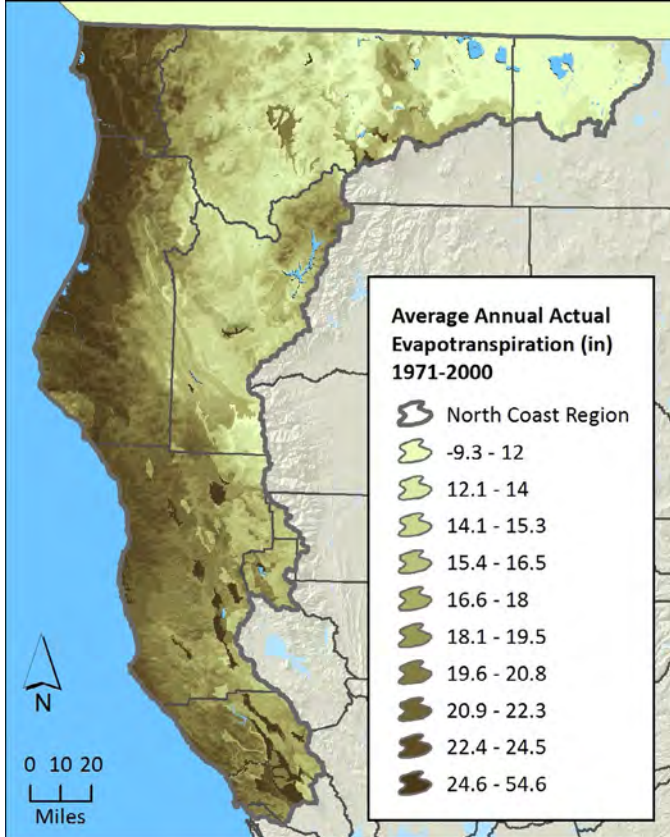 Average Annual Actual
Evapotranspiration (in)
1971-2000
North Coast Region
-9.3 - 12
12.1 - 14
14.1 - 15.3
15.4 - 16.5
16.6 - 18
18.1 - 19.5
19.6 - 20.8
20.9 - 22.3
22.4 - 24.5
24.6 - 54.6
N
0 10 20
Miles